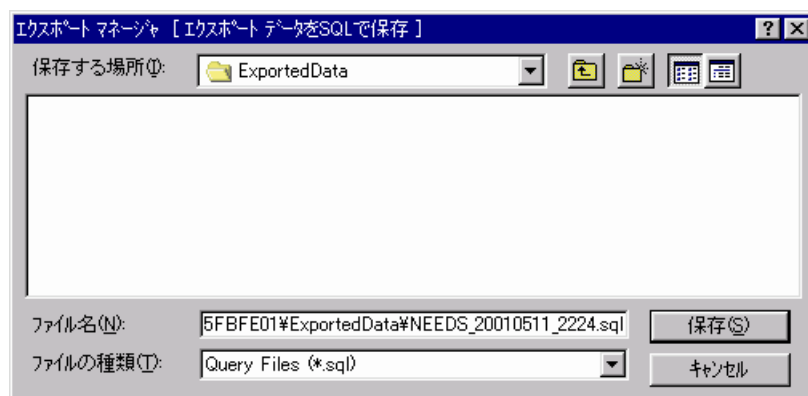 ｴｸｽﾎﾟｰﾄ ﾏﾈｰｼﾞｬ [ ｴｸｽﾎﾟｰﾄ ﾃﾞｰﾀをSQLで保存 ]
保存する場所(I):
ExportedData
ﾌｧｲﾙ名(N):
5FBFE01¥ExportedData¥NEEDS_20010511_2224.sql
保存(S)
ﾌｧｲﾙの種類(T):
Query Files (*.sql)
ｷｬﾝｾﾙ